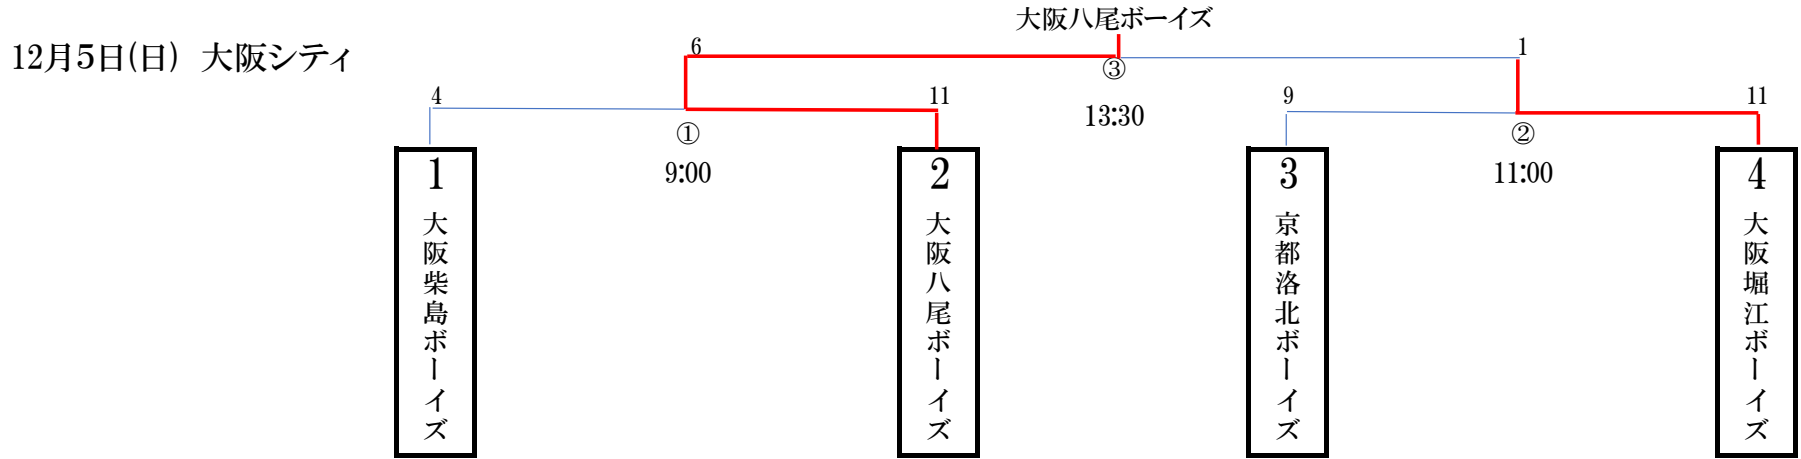 大阪八尾ボーイズ
12月5日(日) 大阪シティ
6
1
③
4
11
9
11
13:30
①
②
9:00
11:00
1
大阪柴島ボーイズ
2
大阪八尾ボーイズ
3
京都洛北ボーイズ
4
大阪堀江ボーイズ